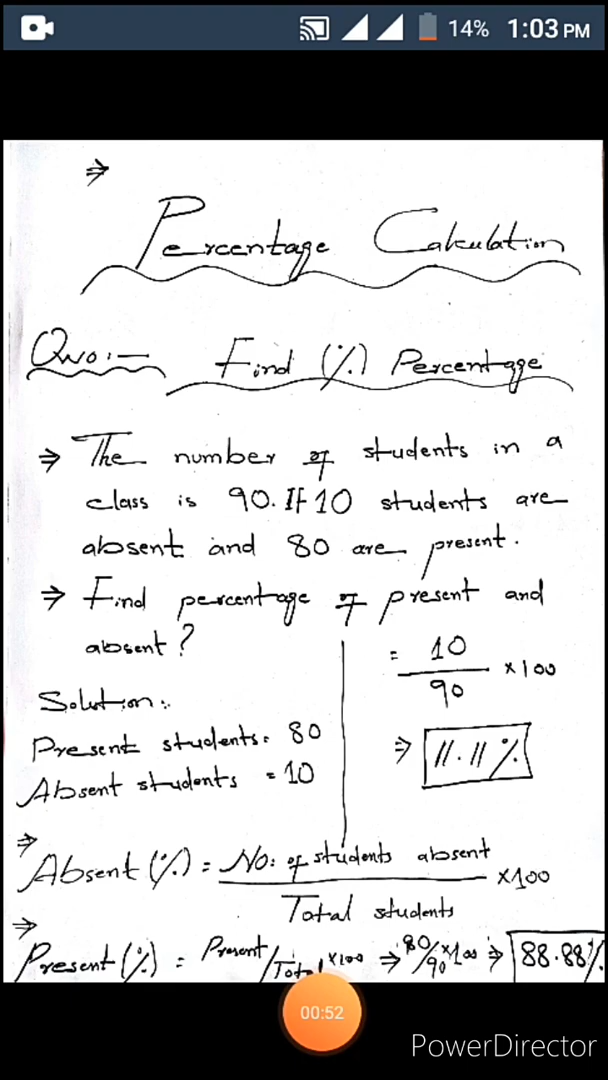 14% 1:03 PM
⇒
Percentage Calculation
Qno:— Find (%) Percentage
⇒ The number of students in a
class is 90. If 10 students are
absent and 80 are present.
⇒ Find percentage of present and
absent?
= 10/90 ×100
⇒ 11.11%
Solution:
Present students = 80
Absent students = 10
⇒
Absent (%) = No: of students absent / Total students ×100
⇒
Present (%) = Present/Total ×100 ⇒ 80/90 ×100 ⇒ 88.88%
00:52
PowerDirector